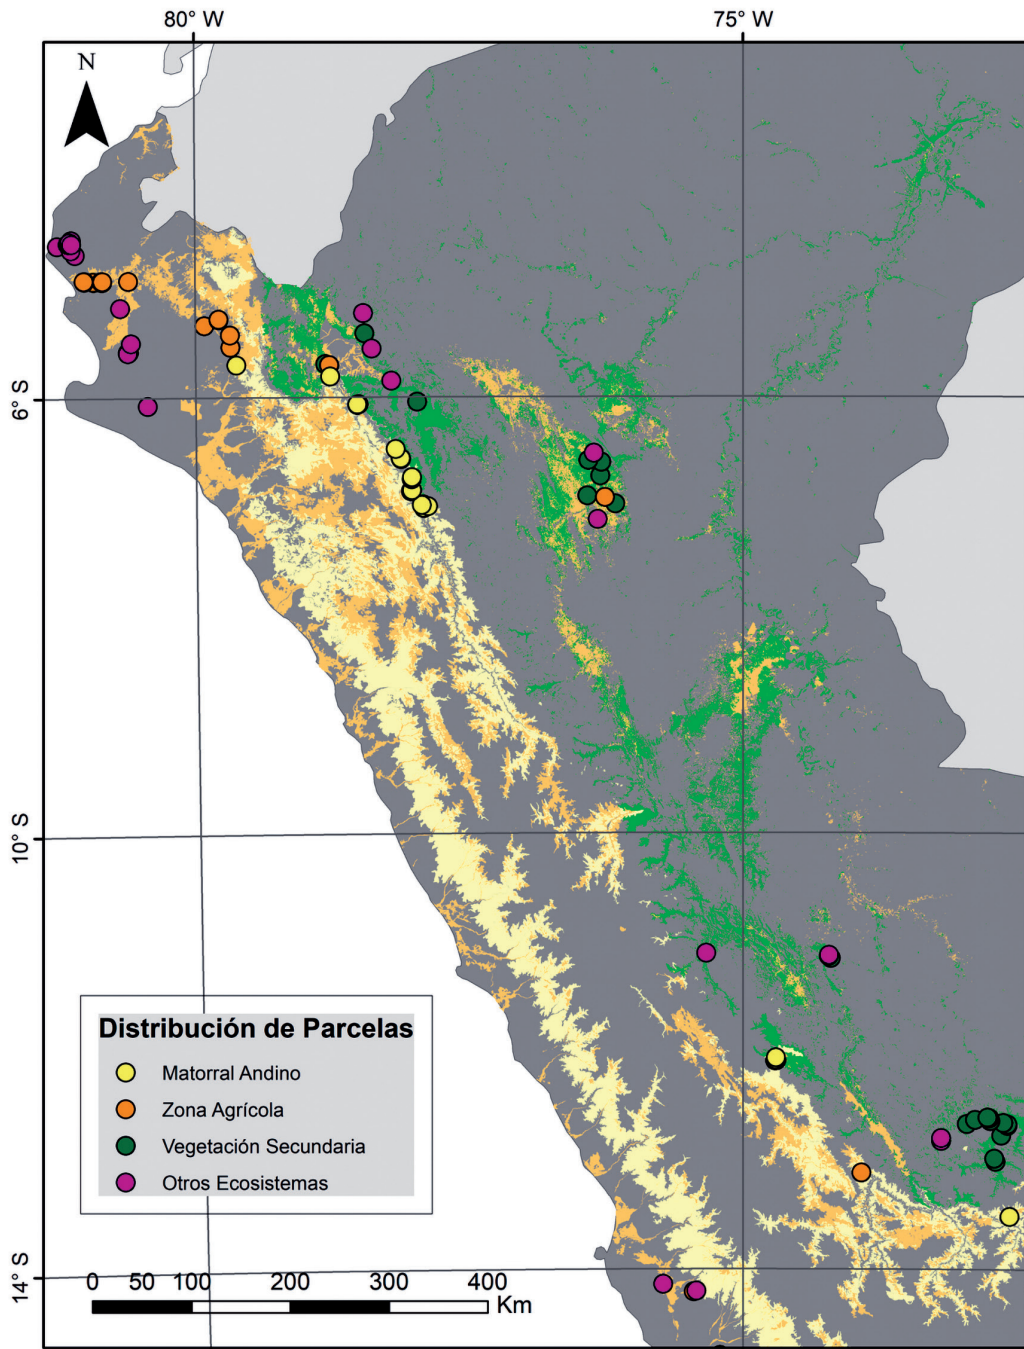 80° W
75° W
N
6° S
10° S
14° S
Distribución de Parcelas
Matorral Andino
Zona Agrícola
Vegetación Secundaria
Otros Ecosistemas
0 50 100 200 300 400
Km